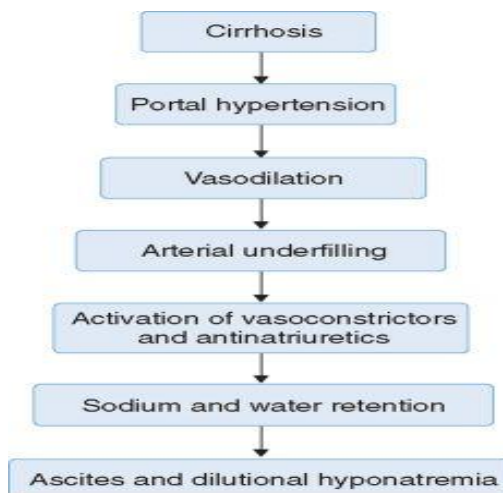 Cirrhosis
Portal hypertension
Vasodilation
Arterial underfilling
Activation of vasoconstrictors
and antinatriuretics
Sodium and water retention
Ascites and dilutional hyponatremia